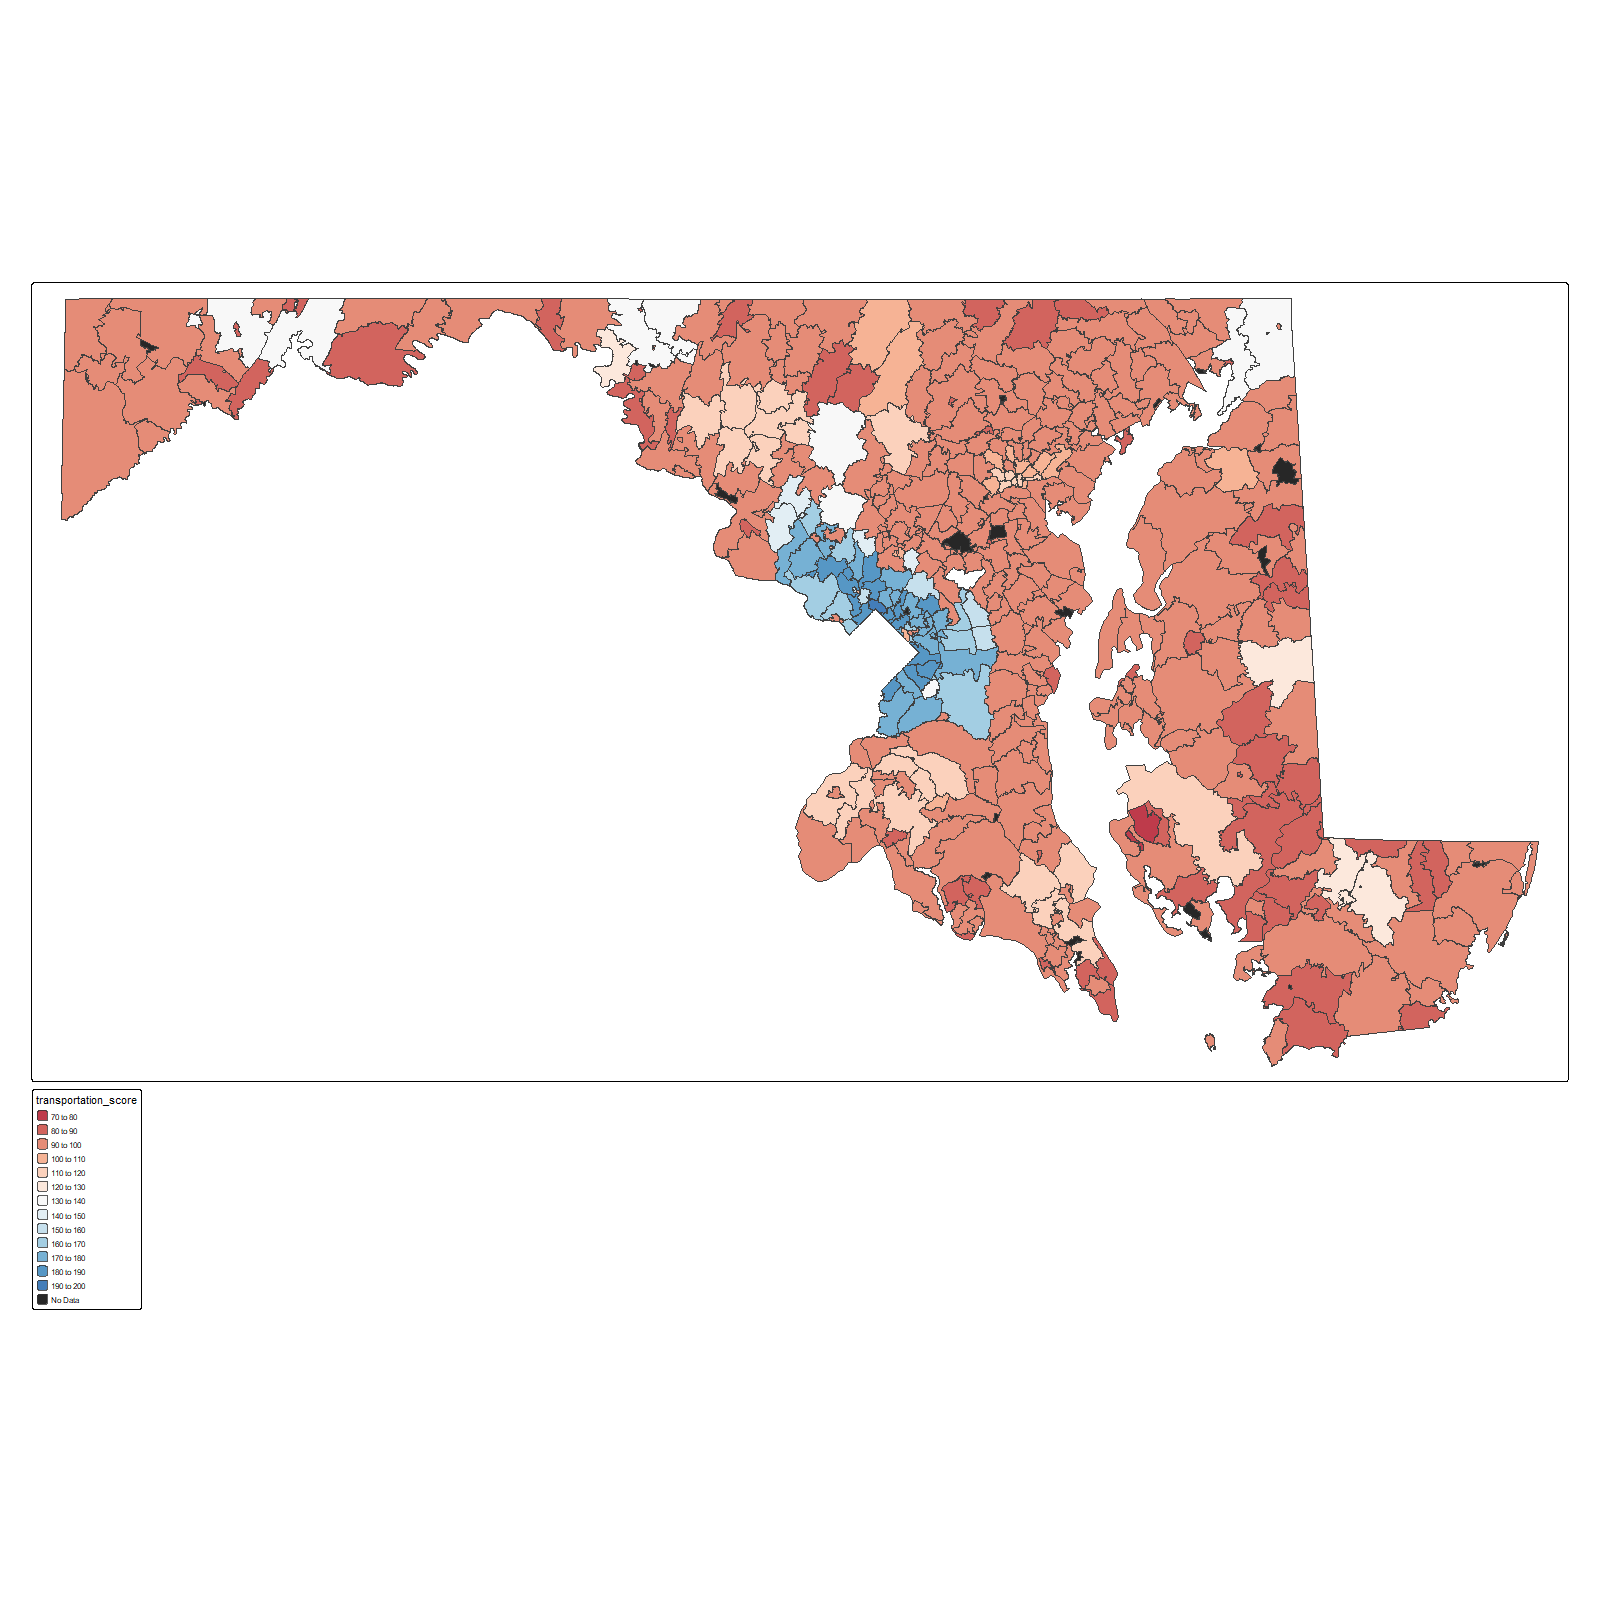 transportation_score
70 to 80
80 to 90
90 to 100
100 to 110
110 to 120
120 to 130
130 to 140
140 to 150
150 to 160
160 to 170
170 to 180
180 to 190
190 to 200
No Data